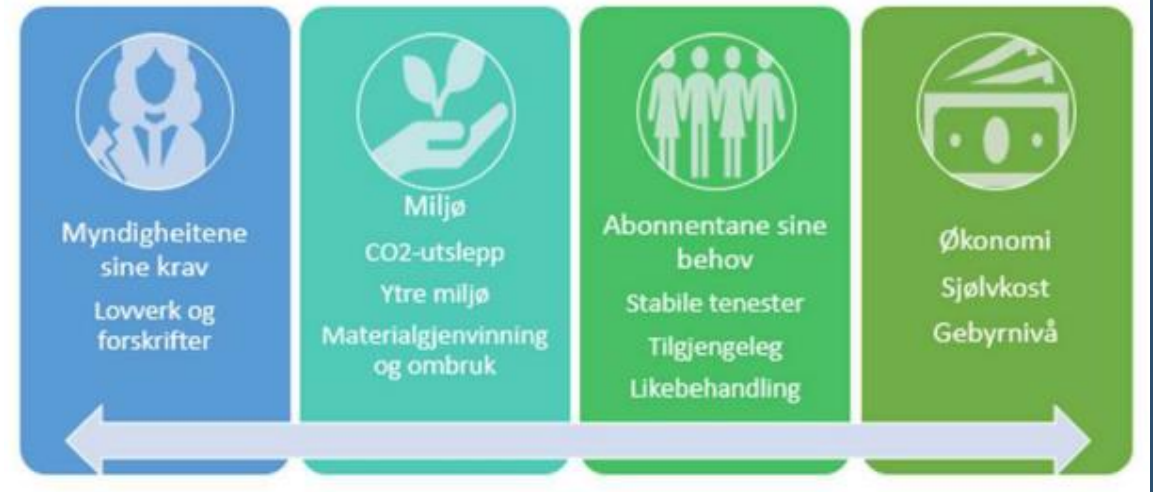 Myndigheitene
sine krav
Lovverk og
forskrifter
Miljø
CO2-utslepp
Ytre miljø
Materialgjenvinning
og ombruk
Abonnentane sine
behov
Stabile tenester
Tilgjengeleg
Likebehandling
Økonomi
Sjølvkost
Gebyrnivå